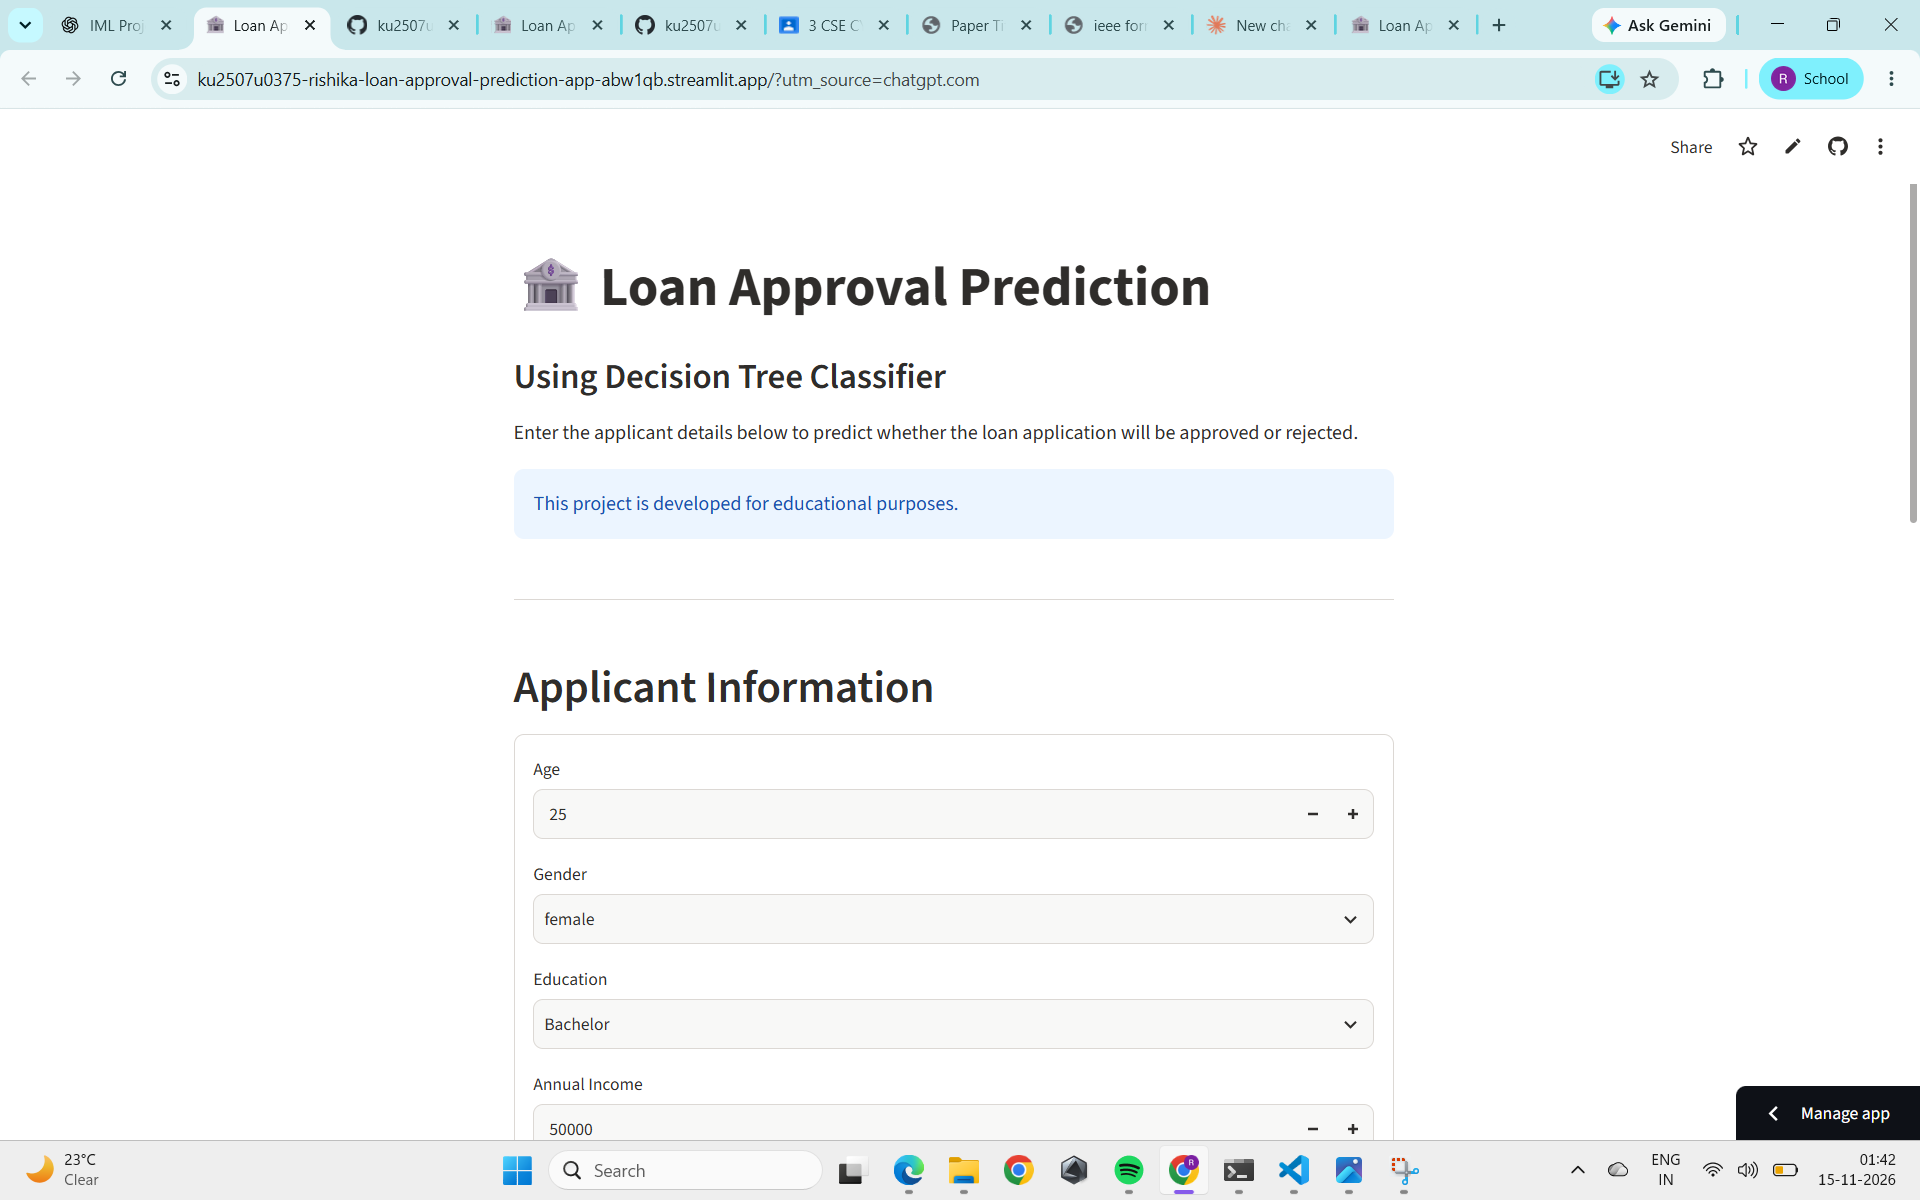 IML Proj
Loan Ap
ku2507u
Loan Ap
ku2507u
3 CSE C
Paper Ti
ieee for
New cha
Loan Ap
Ask Gemini
ku2507u0375-rishika-loan-approval-prediction-app-abw1qb.streamlit.app/?utm_source=chatgpt.com
R School
Share
Loan Approval Prediction
Using Decision Tree Classifier
Enter the applicant details below to predict whether the loan application will be approved or rejected.
This project is developed for educational purposes.
Applicant Information
Age
25
Gender
female
Education
Bachelor
Annual Income
50000
Manage app
23°C
Clear
Search
ENG
IN
01:42
15-11-2026